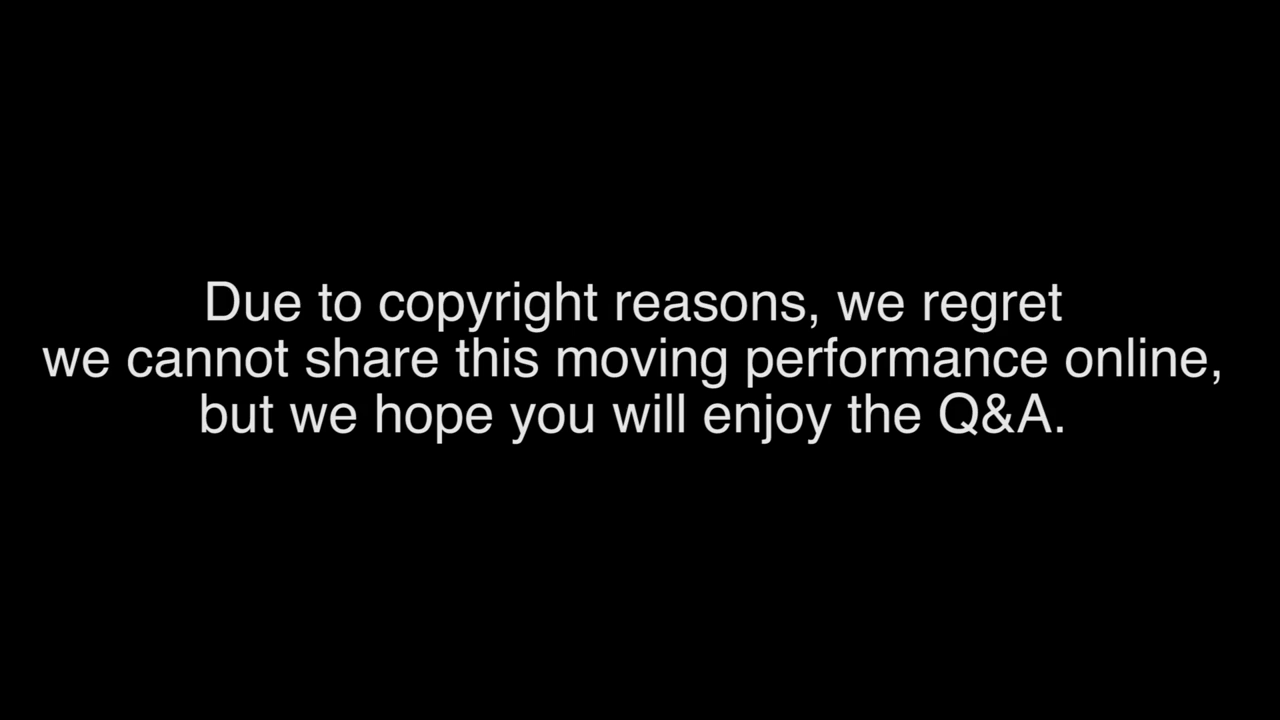 Due to copyright reasons, we regret
we cannot share this moving performance online,
but we hope you will enjoy the Q&A.